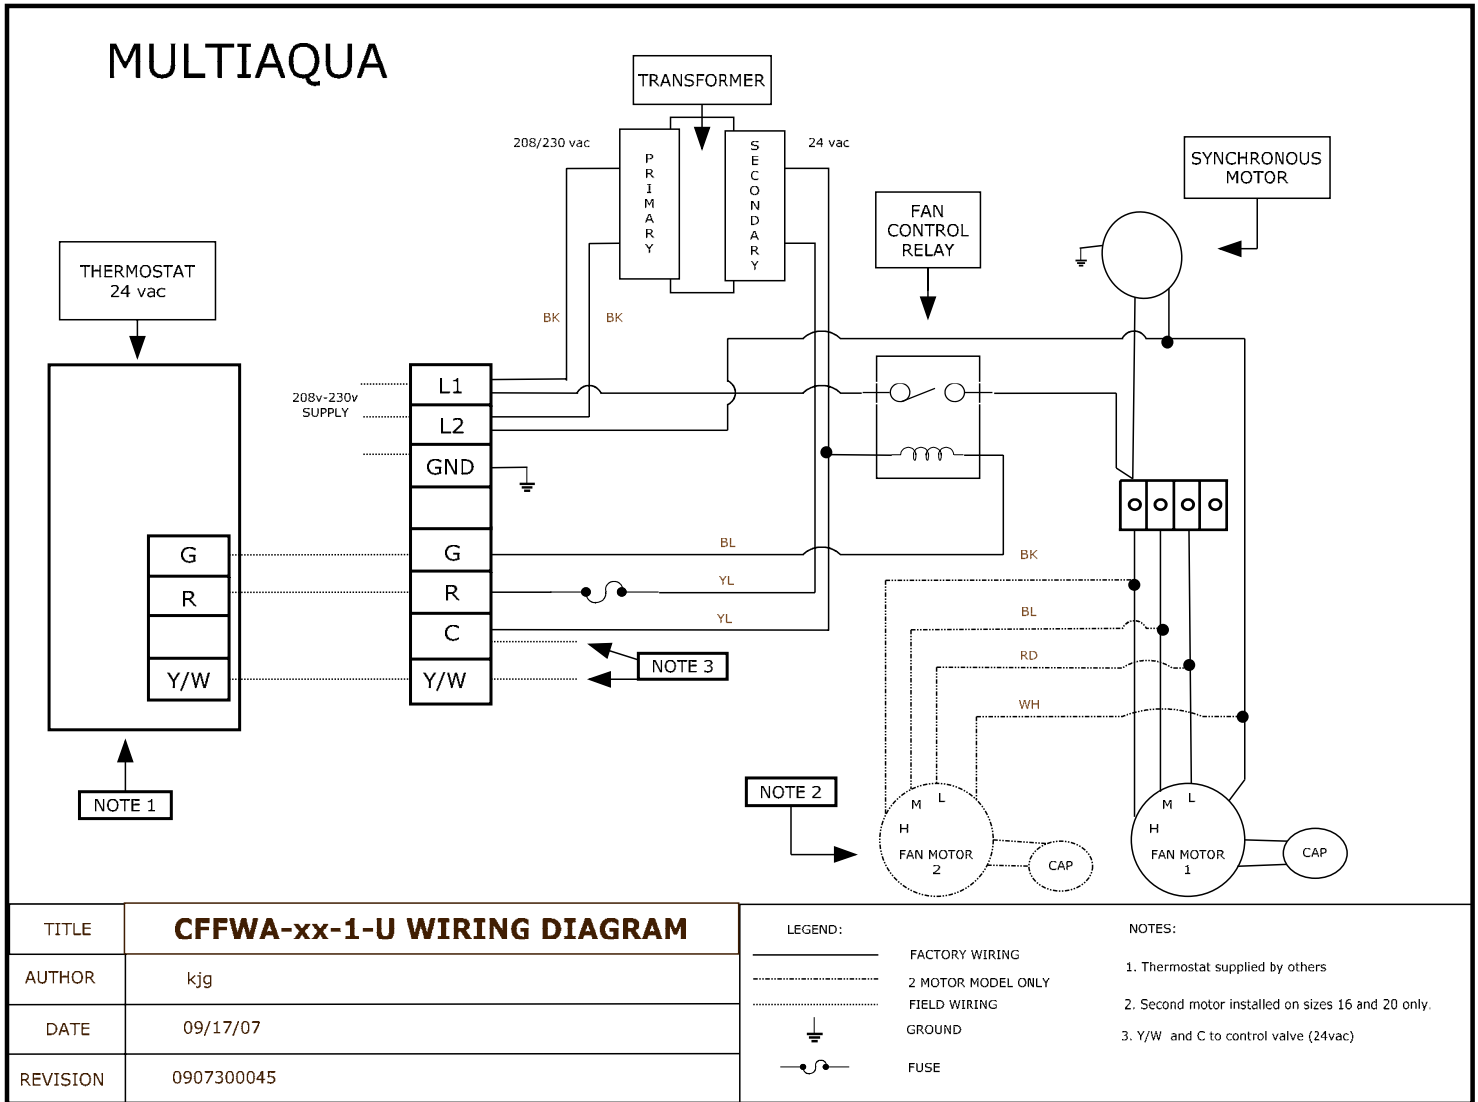 MULTIAQUA
TRANSFORMER
208/230 vac
24 vac
PRIMARY
SECONDARY
SYNCHRONOUS
MOTOR
FAN
CONTROL
RELAY
THERMOSTAT
24 vac
BK
BK
208v-230v
SUPPLY
L1
L2
GND
G
R
C
Y/W
G
R
Y/W
BL
YL
YL
NOTE 3
BK
BL
RD
WH
NOTE 1
NOTE 2
M
L
H
FAN MOTOR
2
CAP
M
L
H
FAN MOTOR
1
CAP
TITLE
CFFWA-xx-1-U WIRING DIAGRAM
AUTHOR
kjg
DATE
09/17/07
REVISION
0907300045
LEGEND:
FACTORY WIRING
2 MOTOR MODEL ONLY
FIELD WIRING
GROUND
FUSE
NOTES:
1. Thermostat supplied by others
2. Second motor installed on sizes 16 and 20 only.
3. Y/W and C to control valve (24vac)